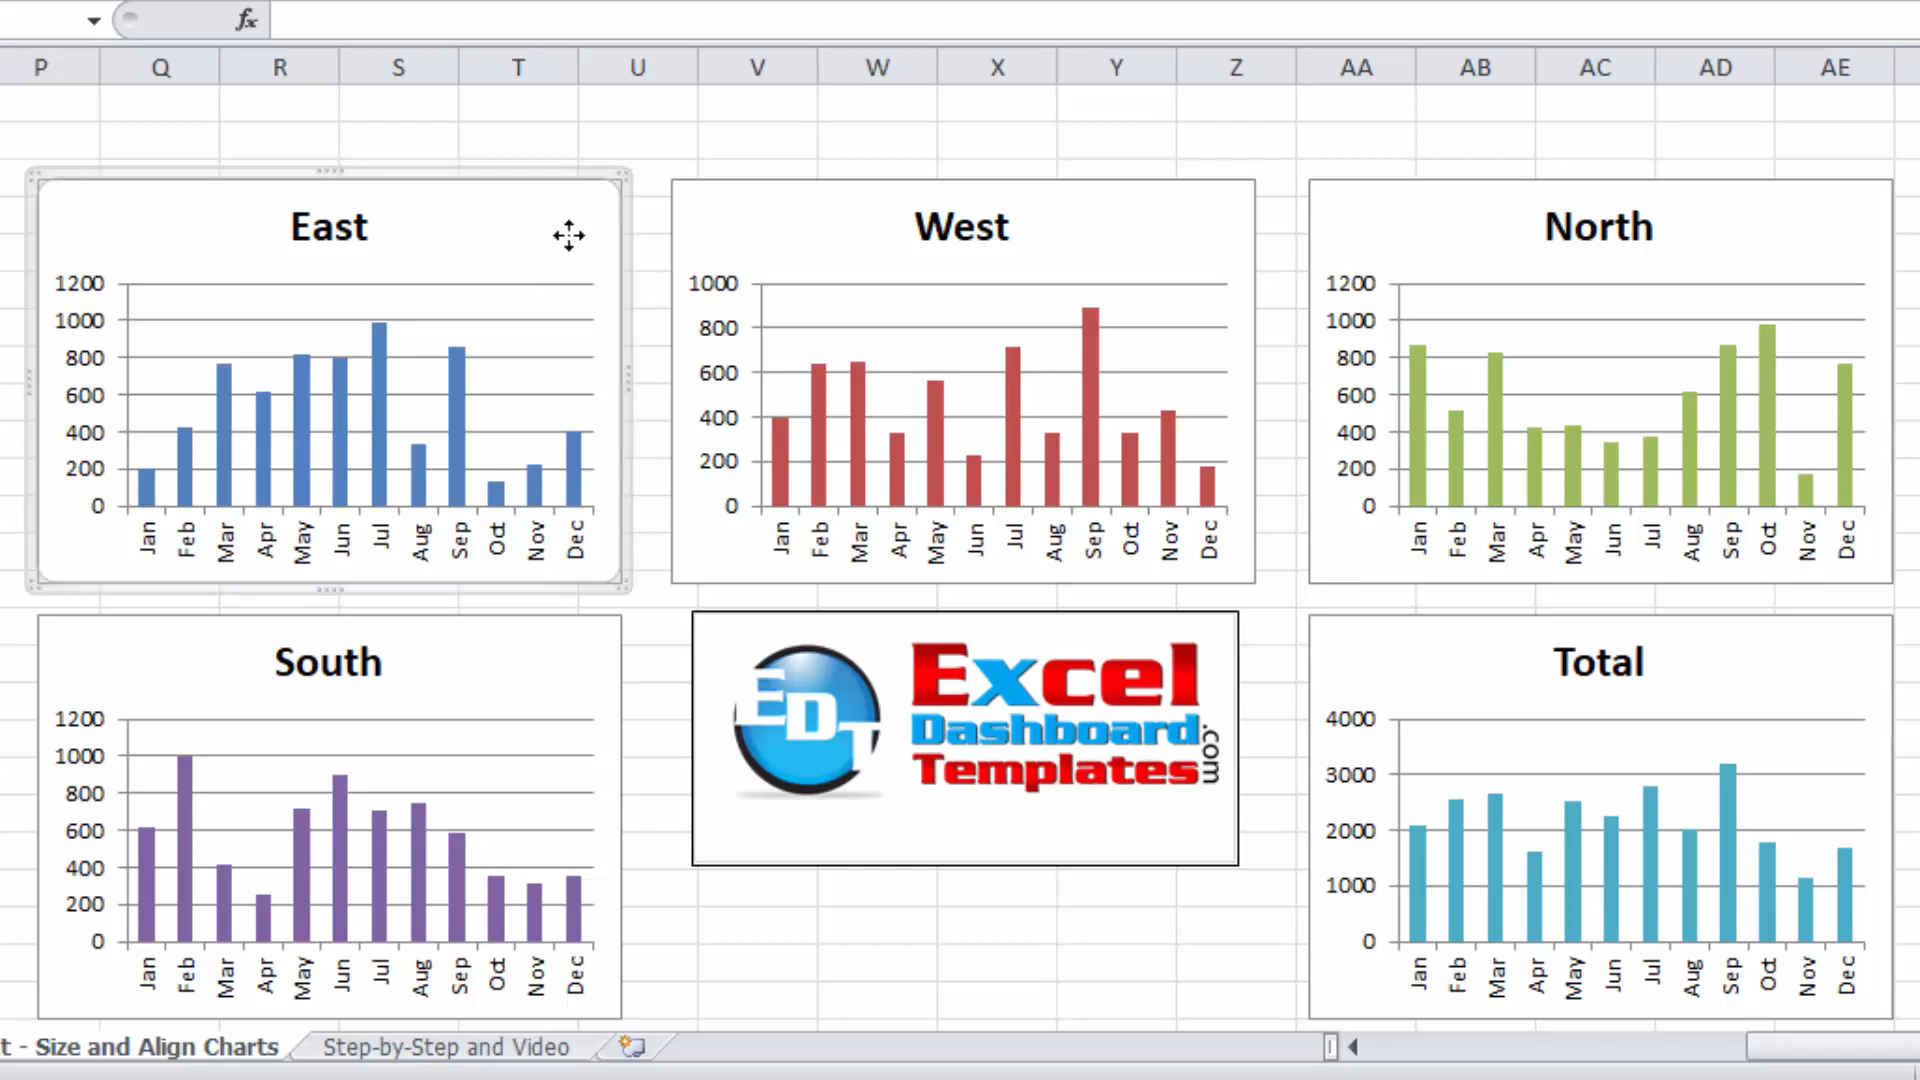 fx
P Q R S T U V W X Y Z AA AB AC AD AE
East
1200
1000
800
600
400
200
0
Jan Feb Mar Apr May Jun Jul Aug Sep Oct Nov Dec
West
1000
800
600
400
200
0
Jan Feb Mar Apr May Jun Jul Aug Sep Oct Nov Dec
North
1200
1000
800
600
400
200
0
Jan Feb Mar Apr May Jun Jul Aug Sep Oct Nov Dec
South
1200
1000
800
600
400
200
0
Jan Feb Mar Apr May Jun Jul Aug Sep Oct Nov Dec
EDT
Excel
Dashboard
Templates
.com
Total
4000
3000
2000
1000
0
Jan Feb Mar Apr May Jun Jul Aug Sep Oct Nov Dec
t - Size and Align Charts
Step-by-Step and Video